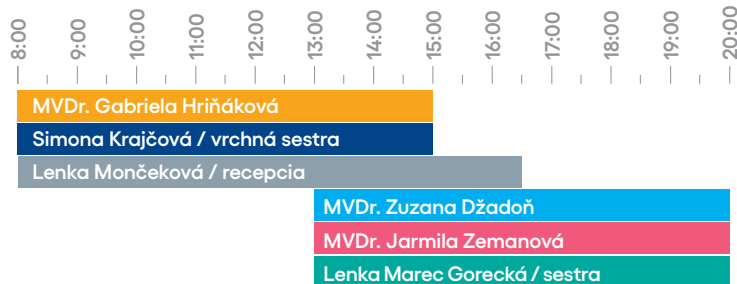 8:00
9:00
10:00
11:00
12:00
13:00
14:00
15:00
16:00
17:00
18:00
19:00
20:00
MVDr. Gabriela Hriňáková
Simona Krajčová / vrchná sestra
Lenka Mončeková / recepcia
MVDr. Zuzana Džadoň
MVDr. Jarmila Zemanová
Lenka Marec Gorecká / sestra